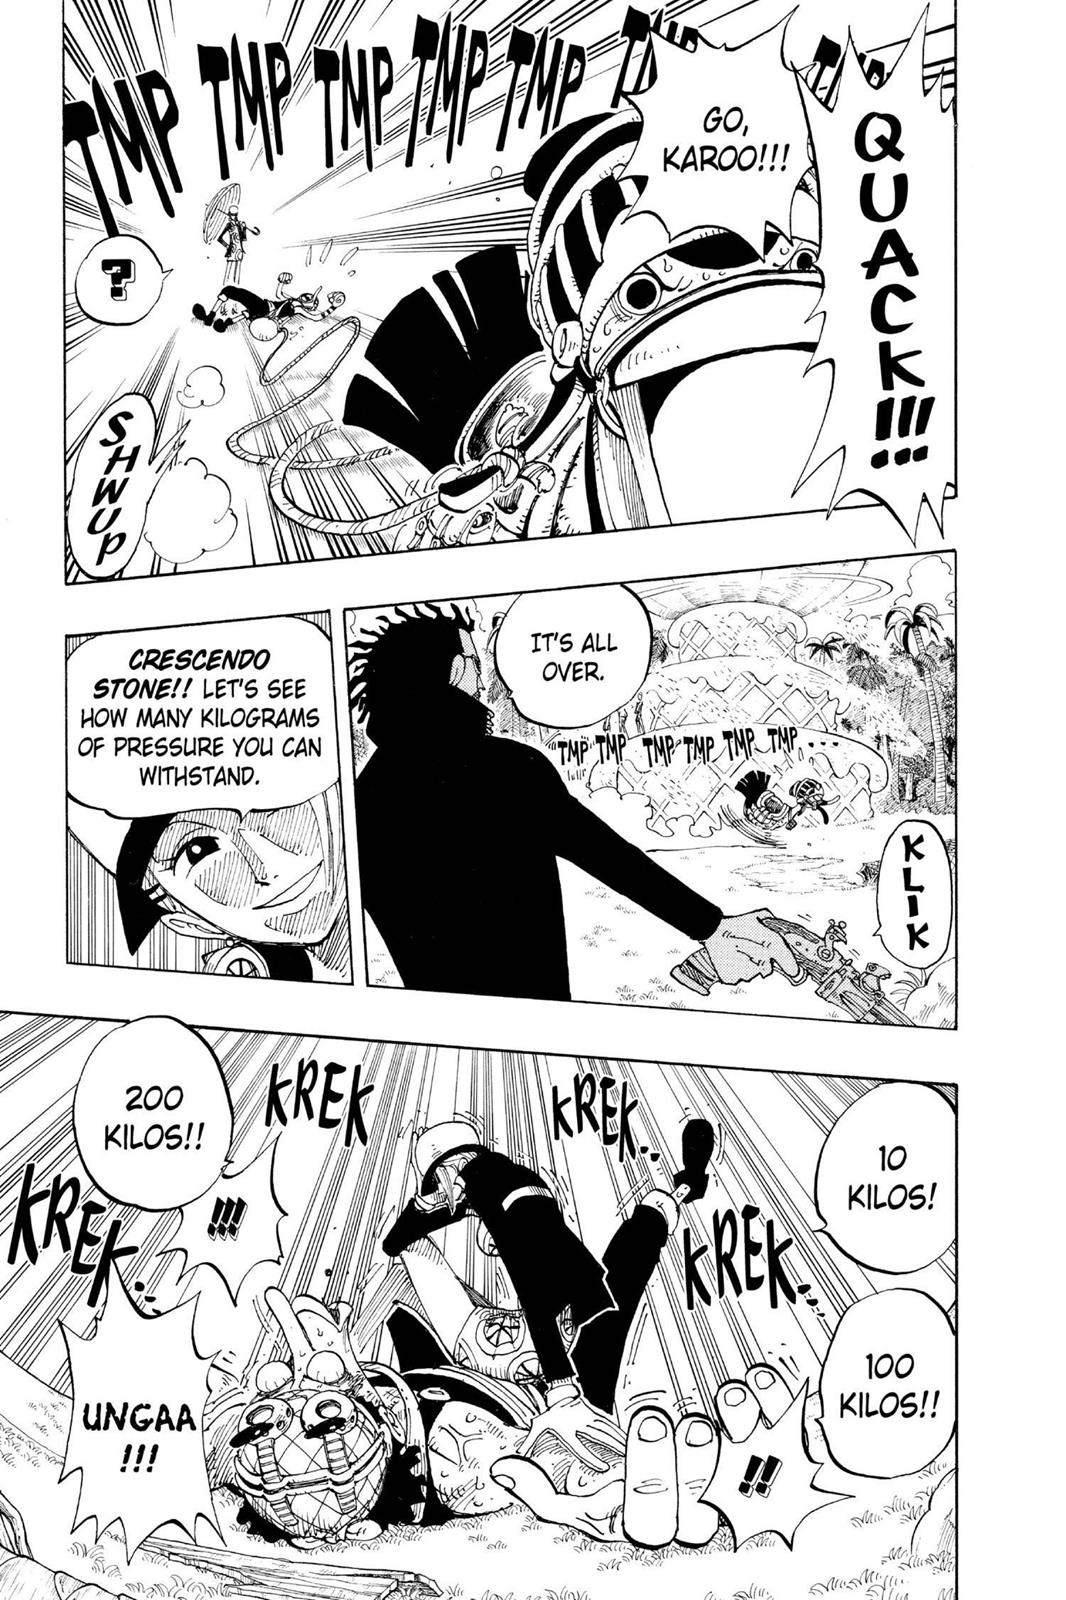 TMP TMP TMP TMP TMP TMP TMP
GO,
KAROO!!!
QUACK!!!
?
SHWUP
IT'S ALL
OVER.
TMP TMP TMP TMP TMP TMP...
KLIK
CRESCENDO
STONE!! LET'S SEE
HOW MANY KILOGRAMS
OF PRESSURE YOU CAN
WITHSTAND.
10
KILOS!
KREK..
KREK
200
KILOS!!
!!!
KREK..
KREK..
100
KILOS!!
!!
UNGAA
!!!